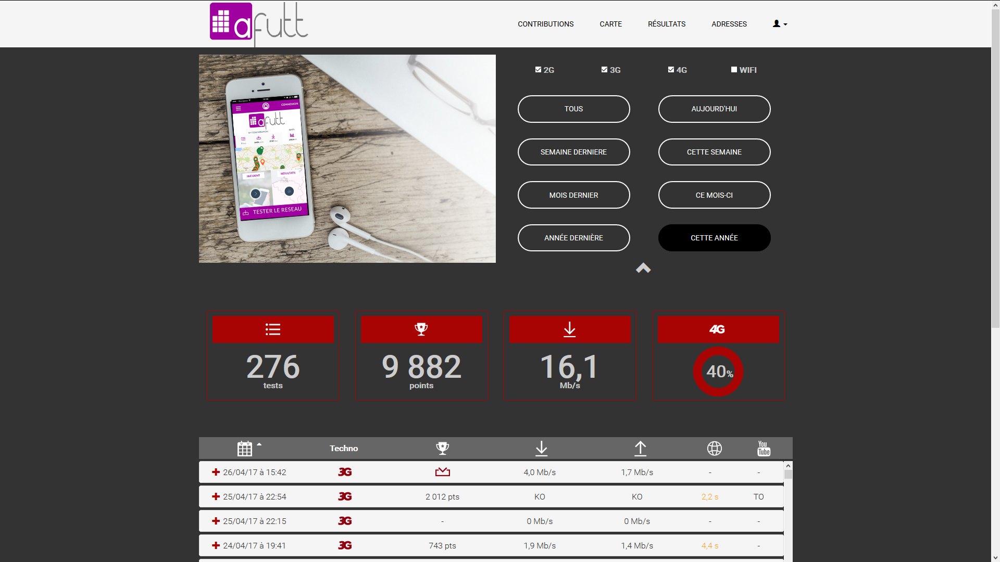 afutt
CONTRIBUTIONS CARTE RÉSULTATS ADRESSES
CONNEXION
afutt
INCIDENT RÉSULTATS
TESTER LE RESEAU
2G 3G 4G WIFI
TOUS AUJOURD'HUI
SEMAINE DERNIERE CETTE SEMAINE
MOIS DERNIER CE MOIS-CI
ANNÉE DERNIÈRE CETTE ANNÉE
4G
276 9 882 16,1 40%
tests points Mb/s
Techno You Tube
26/04/17 à 15:42 3G 4,0 Mb/s 1,7 Mb/s - -
25/04/17 à 22:54 3G 2 012 pts KO KO 2,2 s TO
25/04/17 à 22:15 3G - 0 Mb/s 0 Mb/s - -
24/04/17 à 19:41 3G 743 pts 1,9 Mb/s 1,4 Mb/s 4,4 s -